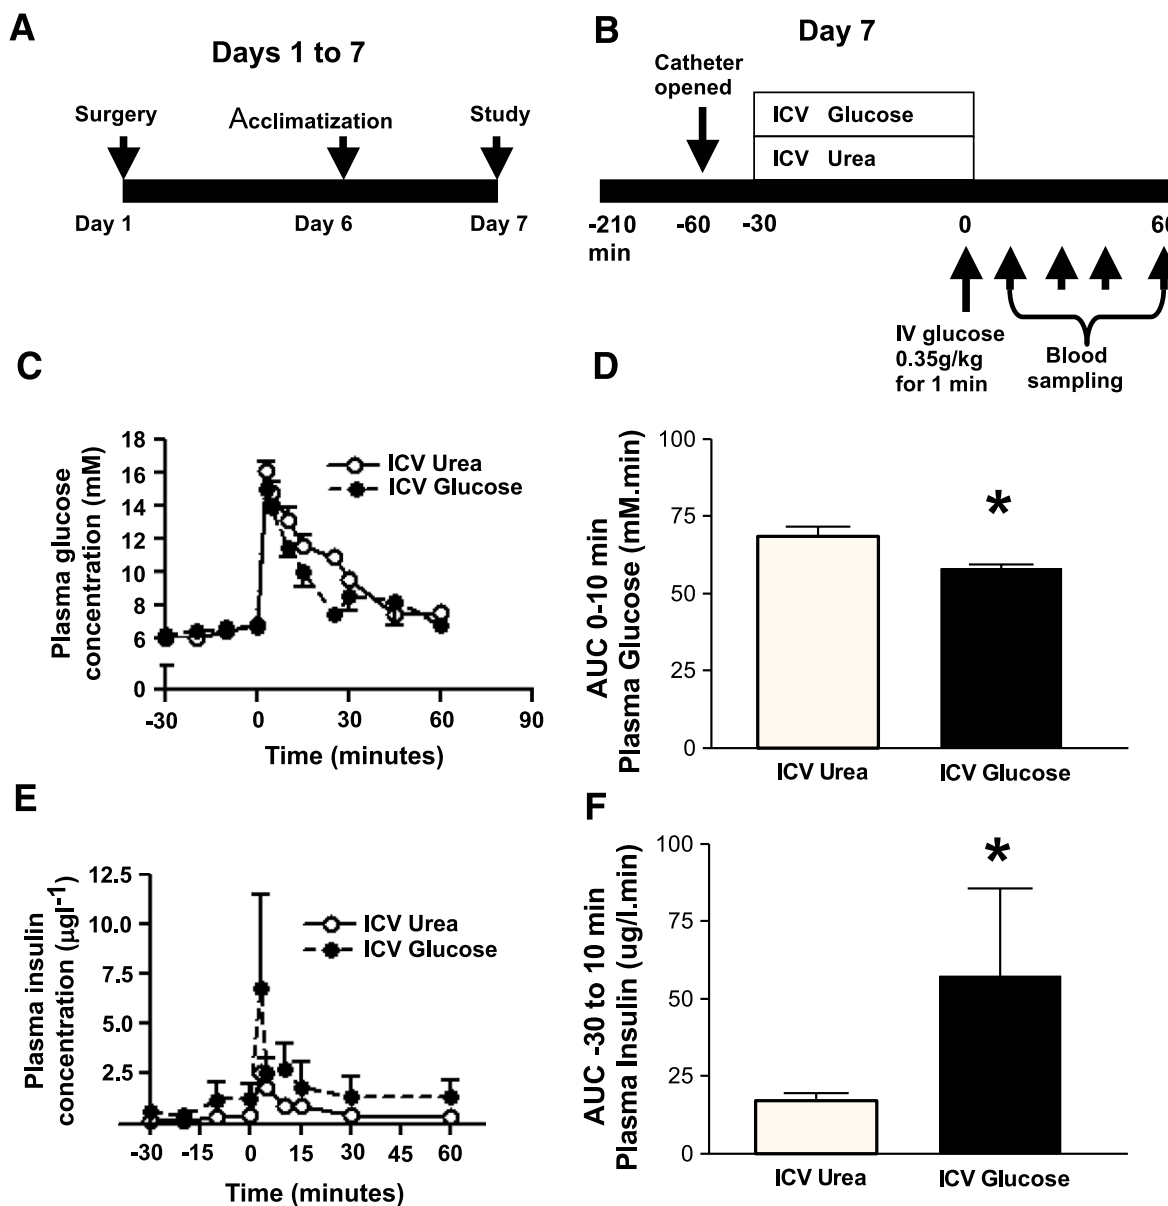 A
Days 1 to 7
Surgery
Acclimatization
Study
Day 1
Day 6
Day 7
B
Day 7
Catheter
opened
ICV Glucose
ICV Urea
-210
min
-60
-30
0
60
IV glucose
0.35g/kg
for 1 min
Blood
sampling
C
Plasma glucose
concentration (mM)
18
16
14
12
10
8
6
0
ICV Urea
ICV Glucose
-30
0
30
60
90
Time (minutes)
D
AUC 0-10 min
Plasma Glucose (mM.min)
100
75
50
25
0
ICV Urea
ICV Glucose
*
E
Plasma insulin
concentration (µgl-1)
12.5
10.0
7.5
5.0
2.5
ICV Urea
ICV Glucose
-30
-15
0
15
30
45
60
Time (minutes)
F
AUC -30 to 10 min
Plasma Insulin (ug/l.min)
100
75
50
25
0
ICV Urea
ICV Glucose
*